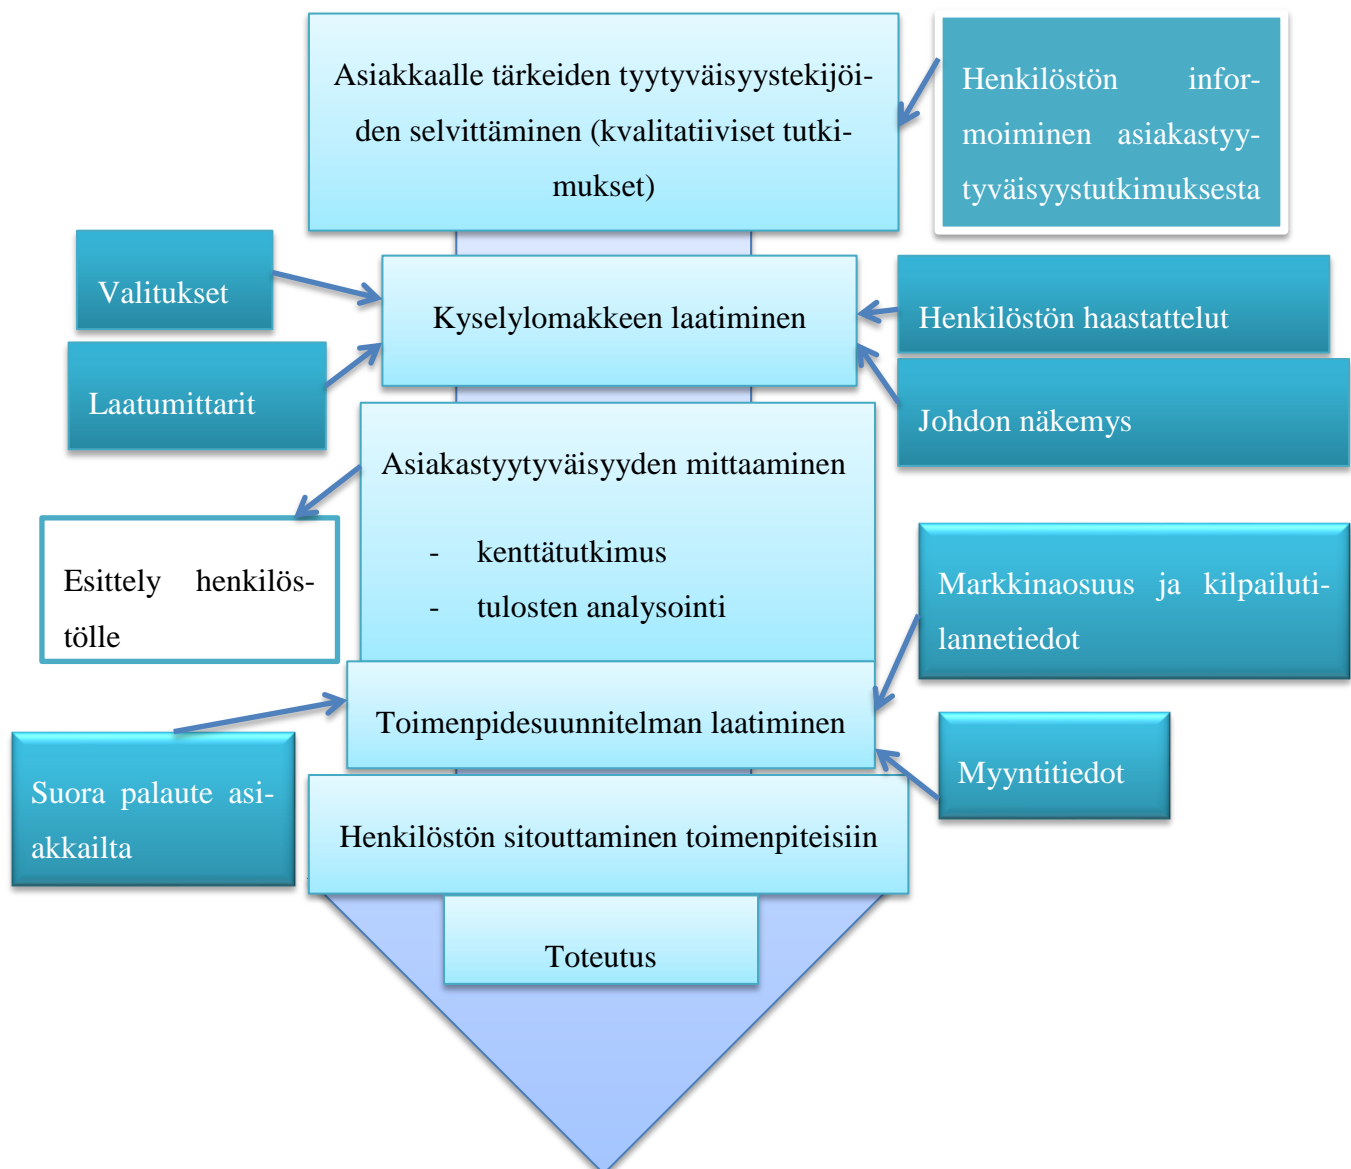 Asiakkaalle tärkeiden tyytyväisyystekijöi-
den selvittäminen (kvalitatiiviset tutki-
mukset)
Henkilöstön infor-
moiminen asiakastyy-
tyväisyystutkimuksesta
Valitukset
Kyselylomakkeen laatiminen
Henkilöstön haastattelut
Laatumittarit
Johdon näkemys
Asiakastyytyväisyyden mittaaminen
- kenttätutkimus
- tulosten analysointi
Esittely henkilös-
tölle
Markkinaosuus ja kilpailuti-
lannetiedot
Toimenpidesuunnitelman laatiminen
Myyntitiedot
Suora palaute asi-
akkailta
Henkilöstön sitouttaminen toimenpiteisiin
Toteutus